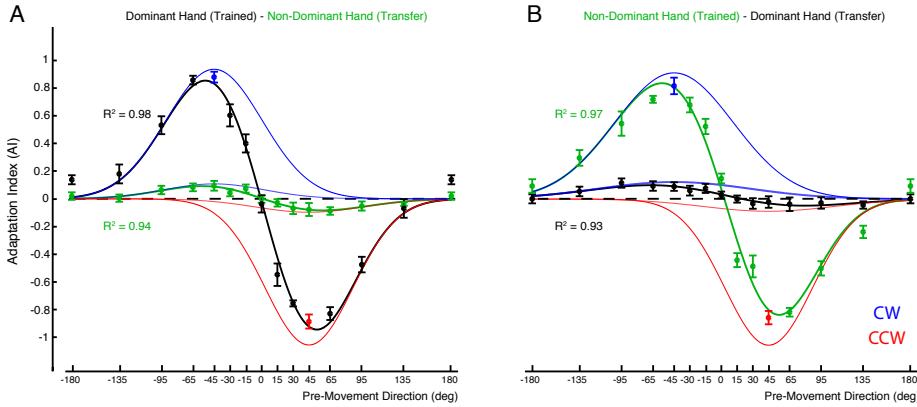 A
Dominant Hand (Trained) - Non-Dominant Hand (Transfer)
Adaptation Index (AI)
1
0.8
0.6
0.4
0.2
0
-0.2
-0.4
-0.6
-0.8
-1
R² = 0.98
R² = 0.94
-180 -135 -95 -65 -45 -30 -15 0 15 30 45 65 95 135 180
Pre-Movement Direction (deg)
B
Non-Dominant Hand (Trained) - Dominant Hand (Transfer)
R² = 0.97
R² = 0.93
CW
CCW
-180 -135 -95 -65 -45 -30 -15 0 15 30 45 65 95 135 180
Pre-Movement Direction (deg)